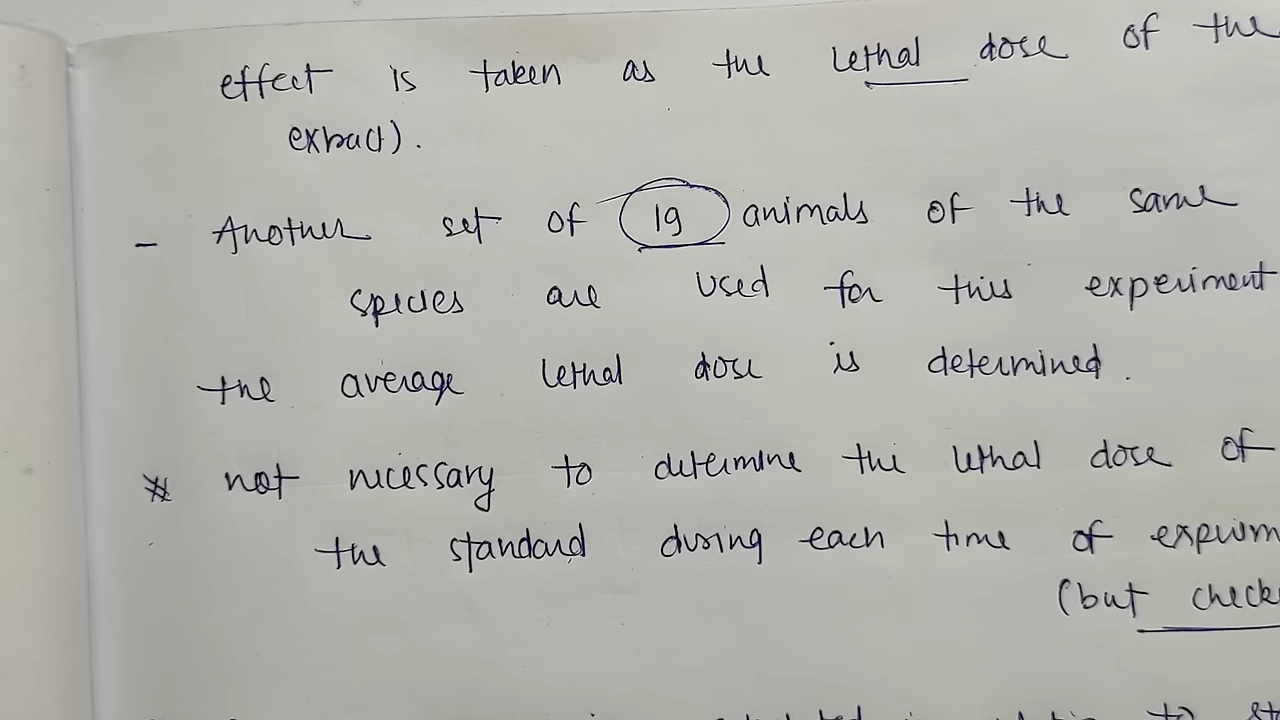 effect is taken as the lethal dose of the
extract).
- Another set of 19 animals of the same
species are used for this experiment
the average lethal dose is determined.
* not necessary to determine the lethal dose of
the standard during each time of experim
(but check
to st